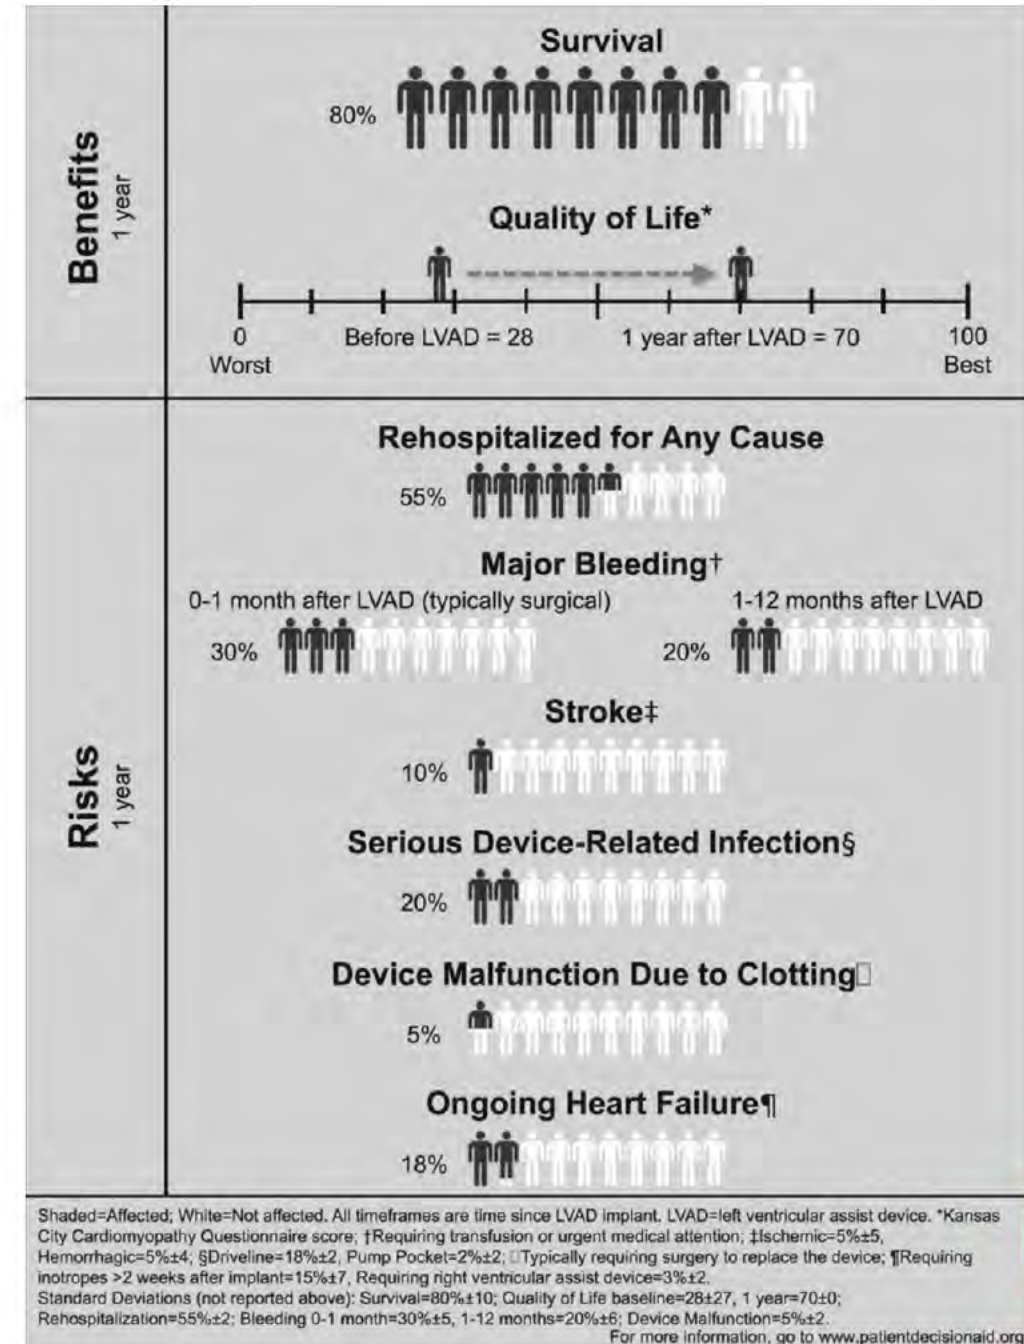 Survival
80%
Benefits
1 year
Quality of Life*
0
Before LVAD = 28
1 year after LVAD = 70
100
Worst
Best
Rehospitalized for Any Cause
55%
Major Bleeding†
0-1 month after LVAD (typically surgical)
1-12 months after LVAD
30%
20%
Risks
1 year
Stroke‡
10%
Serious Device-Related Infection§
20%
Device Malfunction Due to Clotting□
5%
Ongoing Heart Failure¶
18%
Shaded=Affected; White=Not affected. All timeframes are time since LVAD implant. LVAD=left ventricular assist device. *Kansas
City Cardiomyopathy Questionnaire score; †Requiring transfusion or urgent medical attention; ‡Ischemic=5%±5,
Hemorrhagic=5%±4; §Driveline=18%±2, Pump Pocket=2%±2; □Typically requiring surgery to replace the device; ¶Requiring
inotropes >2 weeks after implant=15%±7, Requiring right ventricular assist device=3%±2.
Standard Deviations (not reported above): Survival=80%±10; Quality of Life baseline=28±27, 1 year=70±0;
Rehospitalization=55%±2; Bleeding 0-1 month=30%±5, 1-12 months=20%±6; Device Malfunction=5%±2.
For more information, go to www.patientdecisionaid.org